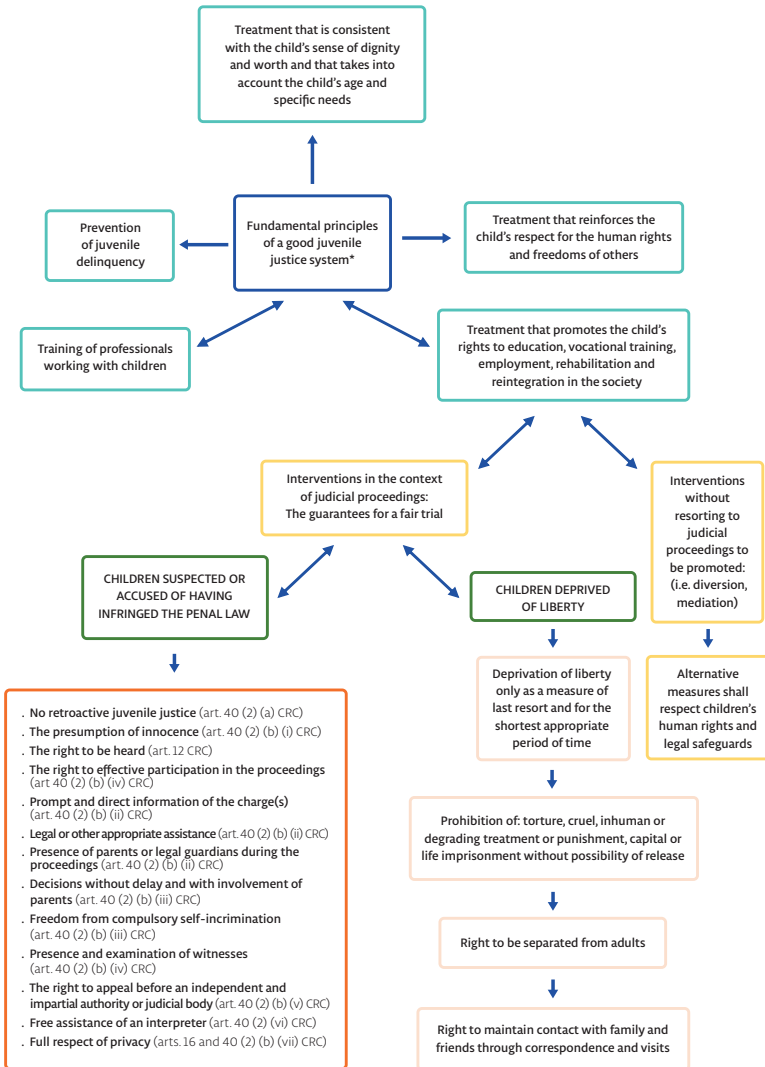 Treatment that is consistent
with the child's sense of dignity
and worth and that takes into
account the child's age and
specific needs
Prevention
of juvenile
delinquency
Fundamental principles
of a good juvenile
justice system*
Treatment that reinforces the
child's respect for the human rights
and freedoms of others
Training of professionals
working with children
Treatment that promotes the child's
rights to education, vocational training,
employment, rehabilitation and
reintegration in the society
Interventions in the context
of judicial proceedings:
The guarantees for a fair trial
Interventions
without
resorting to
judicial
proceedings to
be promoted:
(i.e. diversion,
mediation)
CHILDREN SUSPECTED OR
ACCUSED OF HAVING
INFRINGED THE PENAL LAW
CHILDREN DEPRIVED
OF LIBERTY
Deprivation of liberty
only as a measure of
last resort and for the
shortest appropriate
period of time
Alternative
measures shall
respect children's
human rights and
legal safeguards
. No retroactive juvenile justice (art. 40 (2) (a) CRC)
. The presumption of innocence (art. 40 (2) (b) (i) CRC)
. The right to be heard (art. 12 CRC)
. The right to effective participation in the proceedings
(art 40 (2) (b) (iv) CRC)
. Prompt and direct information of the charge(s)
(art. 40 (2) (b) (ii) CRC)
. Legal or other appropriate assistance (art. 40 (2) (b) (ii) CRC)
. Presence of parents or legal guardians during the
proceedings (art. 40 (2) (b) (ii) CRC)
. Decisions without delay and with involvement of
parents (art. 40 (2) (b) (iii) CRC)
. Freedom from compulsory self-incrimination
(art. 40 (2) (b) (iii) CRC)
. Presence and examination of witnesses
(art. 40 (2) (b) (iv) CRC)
. The right to appeal before an independent and
impartial authority or judicial body (art. 40 (2) (b) (v) CRC)
. Free assistance of an interpreter (art. 40 (2) (vi) CRC)
. Full respect of privacy (arts. 16 and 40 (2) (b) (vii) CRC)
Prohibition of: torture, cruel, inhuman or
degrading treatment or punishment, capital or
life imprisonment without possibility of release
Right to be separated from adults
Right to maintain contact with family and
friends through correspondence and visits